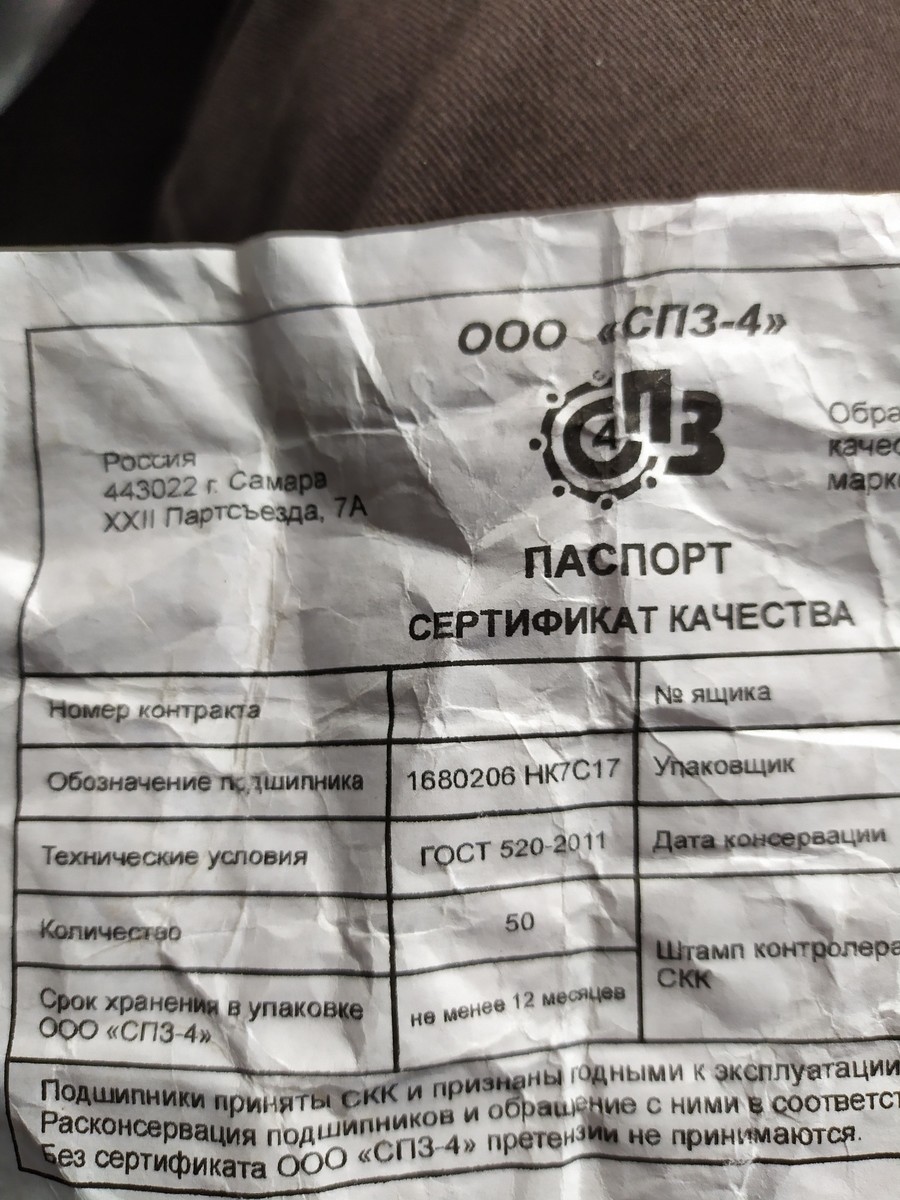 ООО «СПЗ-4»
4 СПЗ
Россия
443022 г. Самара
XXII Партсъезда, 7А
Обра
качес
марк
ПАСПОРТ
СЕРТИФИКАТ КАЧЕСТВА
Номер контракта
№ ящика
Обозначение подшипника 1680206 НК7С17 Упаковщик
Технические условия ГОСТ 520-2011 Дата консервации
Количество 50
Штамп контролера
СКК
Срок хранения в упаковке
ООО «СПЗ-4»
не менее 12 месяцев
Подшипники приняты СКК и признаны годными к эксплуатации
Расконсервация подшипников и обращение с ними в соответст
Без сертификата ООО «СПЗ-4» претензии не принимаются.